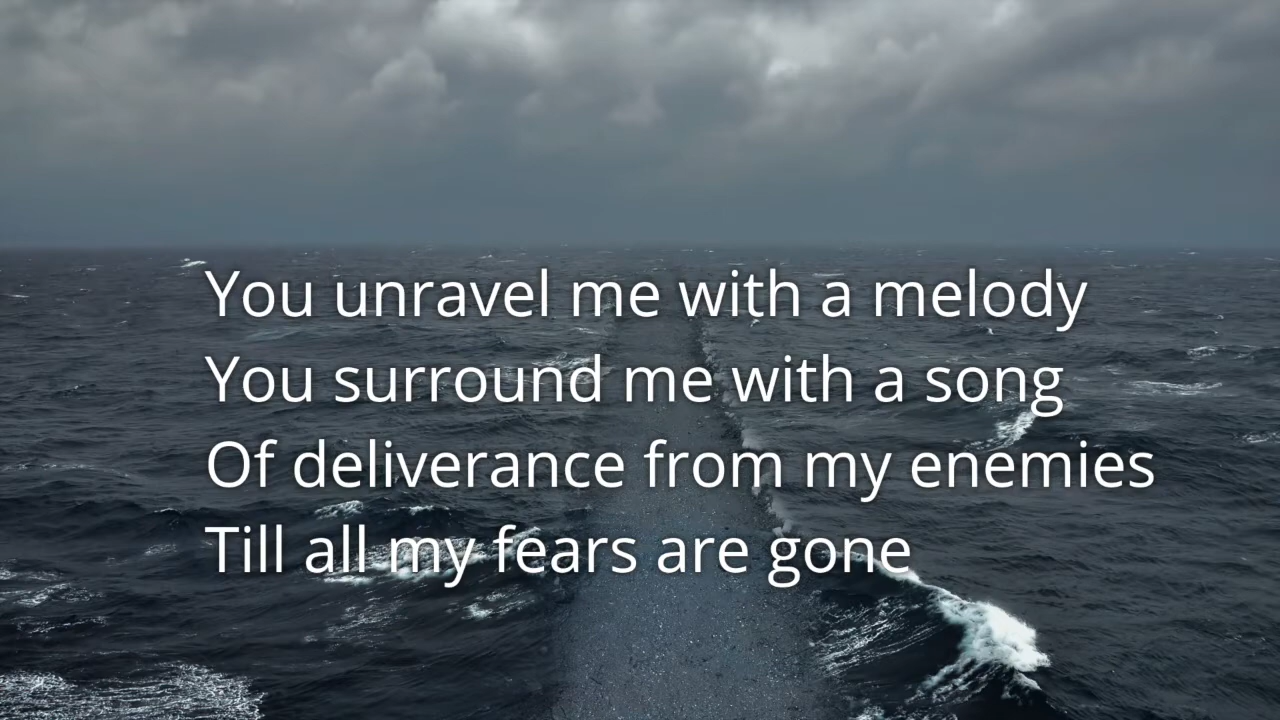 You unravel me with a melody
You surround me with a song
Of deliverance from my enemies
Till all my fears are gone